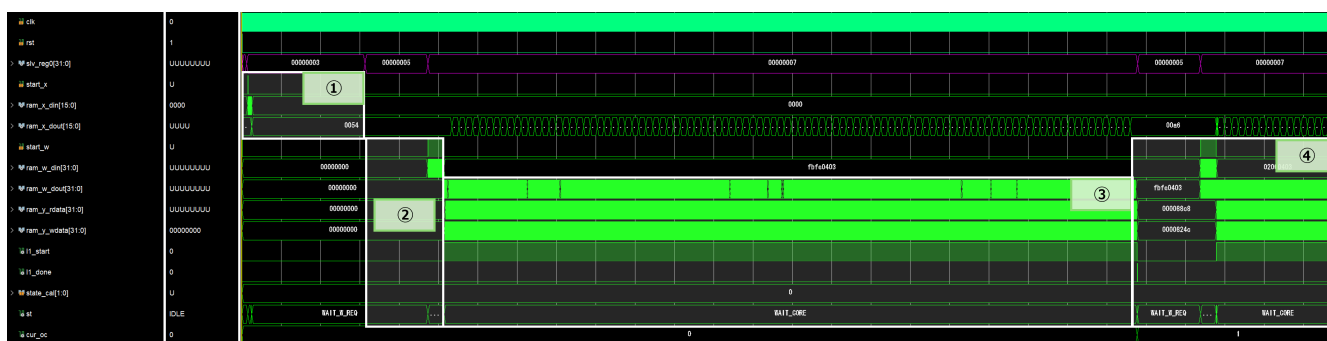 clk 0
rst 1
slv_reg0[31:0] UUUUUUUU 00000003 00000005 00000007 00000005 00000007
start_x U ①
ram_x_din[15:0] 0000 0000
ram_x_dout[15:0] UUUU 0054 00a6
start_w U
ram_w_din[31:0] UUUUUUUU 00000000 fbfe0403 ④
ram_w_dout[31:0] UUUUUUUU 00000000 ③ fbfe0403
ram_y_rdata[31:0] UUUUUUUU 00000000 ② 000088c8
ram_y_wdata[31:0] 00000000 00000000 0000824c
l1_start 0
l1_done 0
state_cal[1:0] U 0
st IDLE WAIT_W_REQ ... WAIT_CORE WAIT_W_REQ ... WAIT_CORE
cur_oc 0 0 1